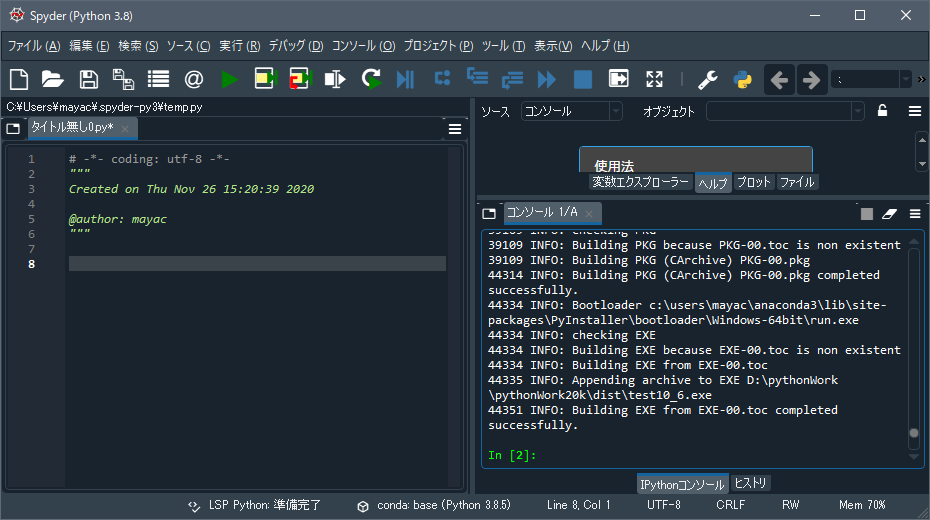 Spyder (Python 3.8)
ファイル (A) 編集 (E) 検索 (S) ソース (C) 実行 (R) デバッグ (D) コンソール (O) プロジェクト (P) ツール (T) 表示(V) ヘルプ (H)
C:¥Users¥mayac¥.spyder-py3¥temp.py
タイトル無し0.py*
1 # -*- coding: utf-8 -*-
2 """
3 Created on Thu Nov 26 15:20:39 2020
4
5 @author: mayac
6 """
7
8
ソース コンソール オブジェクト
使用法
変数エクスプローラー ヘルプ プロット ファイル
コンソール 1/A
39109 INFO: checking PKG
39109 INFO: Building PKG because PKG-00.toc is non existent
39109 INFO: Building PKG (CArchive) PKG-00.pkg
44314 INFO: Building PKG (CArchive) PKG-00.pkg completed
successfully.
44334 INFO: Bootloader c:\users\mayac\anaconda3\lib\site-
packages\PyInstaller\bootloader\Windows-64bit\run.exe
44334 INFO: checking EXE
44334 INFO: Building EXE because EXE-00.toc is non existent
44334 INFO: Building EXE from EXE-00.toc
44335 INFO: Appending archive to EXE D:\pythonWork
\pythonWork20k\dist\test10_6.exe
44351 INFO: Building EXE from EXE-00.toc completed
successfully.
In [2]:
IPythonコンソール ヒストリ
LSP Python: 準備完了 conda: base (Python 3.8.5) Line 8, Col 1 UTF-8 CRLF RW Mem 70%